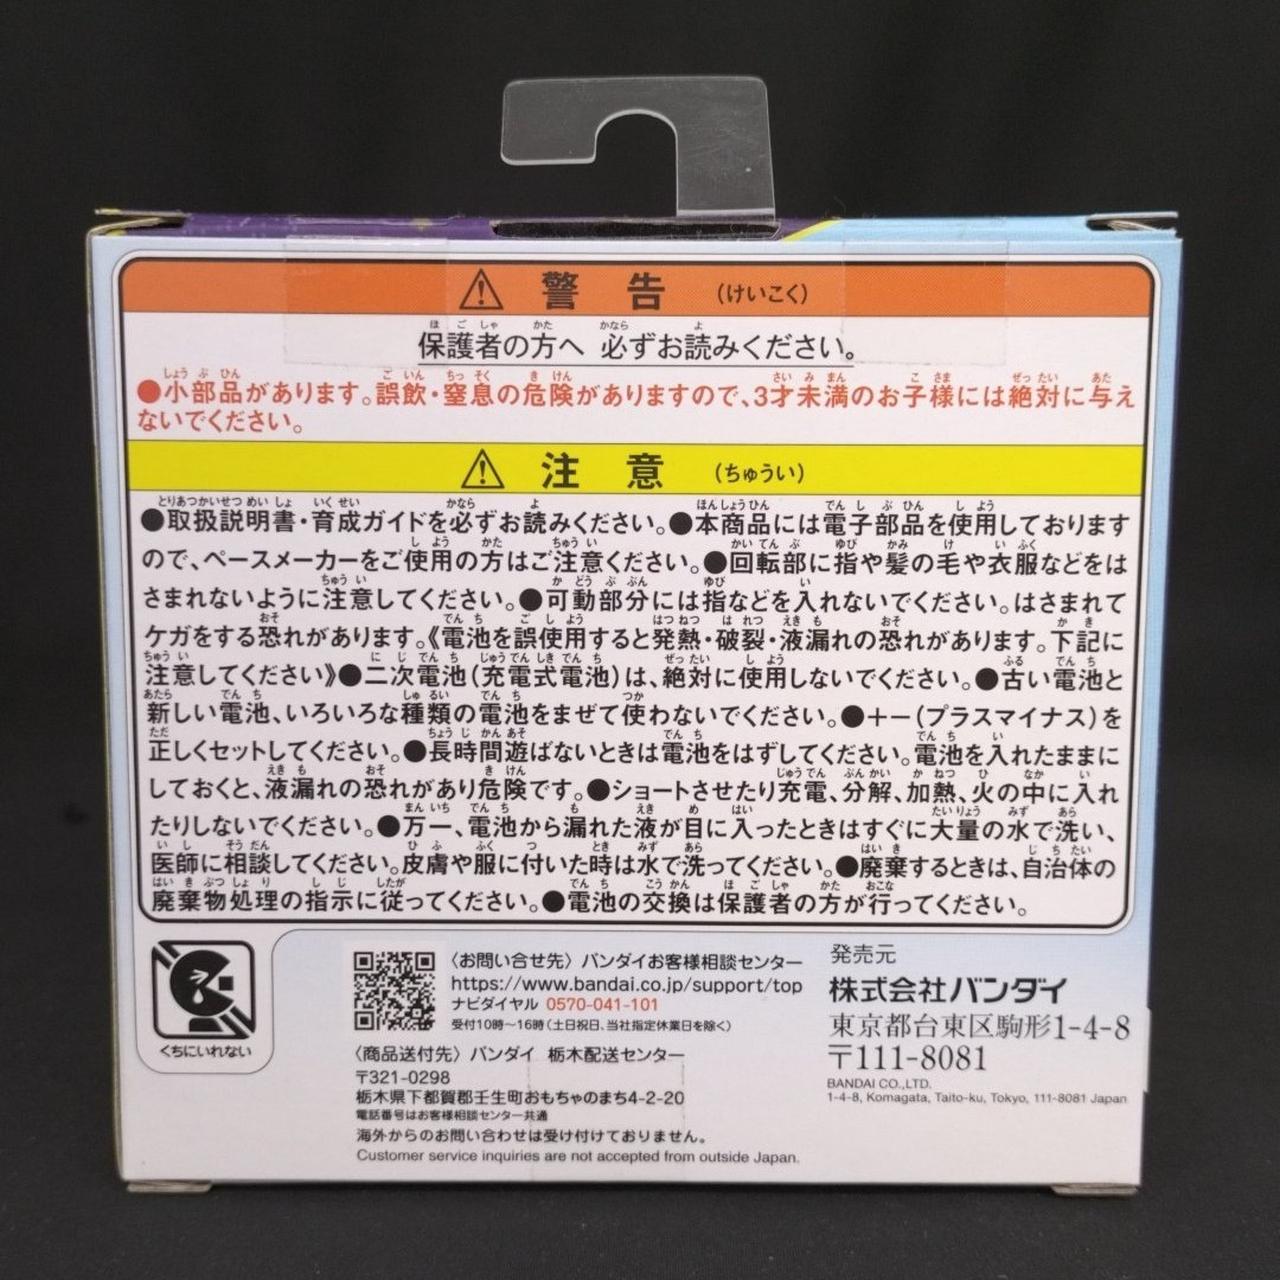 警告 (けいこく)
保護者の方へ 必ずお読みください。
●小部品があります。誤飲・窒息の危険がありますので、3才未満のお子様には絶対に与え
ないでください。
注意 (ちゅうい)
●取扱説明書・育成ガイドを必ずお読みください。●本商品には電子部品を使用しております
ので、ペースメーカーをご使用の方はご注意ください。●回転部に指や髪の毛や衣服などをは
さまれないように注意してください。●可動部分には指などを入れないでください。はさまれて
ケガをする恐れがあります。《電池を誤使用すると発熱・破裂・液漏れの恐れがあります。下記に
注意してください》●二次電池(充電式電池)は、絶対に使用しないでください。●古い電池と
新しい電池、いろいろな種類の電池をまぜて使わないでください。●+-(プラスマイナス)を
正しくセットしてください。●長時間遊ばないときは電池をはずしてください。電池を入れたままに
しておくと、液漏れの恐れがあり危険です。●ショートさせたり充電、分解、加熱、火の中に入れ
たりしないでください。●万一、電池から漏れた液が目に入ったときはすぐに大量の水で洗い、
医師に相談してください。皮膚や服に付いた時は水で洗ってください。●廃棄するときは、自治体の
廃棄物処理の指示に従ってください。●電池の交換は保護者の方が行ってください。
くちにいれない
〈お問い合せ先〉バンダイお客様相談センター
https://www.bandai.co.jp/support/top
ナビダイヤル 0570-041-101
受付10時〜16時(土日祝日、当社指定休業日を除く)
〈商品送付先〉バンダイ 栃木配送センター
〒321-0298
栃木県下都賀郡壬生町おもちゃのまち4-2-20
電話番号はお客様相談センター共通
海外からのお問い合わせは受け付けておりません。
Customer service inquiries are not accepted from outside Japan.
発売元
株式会社バンダイ
東京都台東区駒形1-4-8
〒111-8081
BANDAI CO.,LTD.
1-4-8, Komagata, Taito-ku, Tokyo, 111-8081 Japan